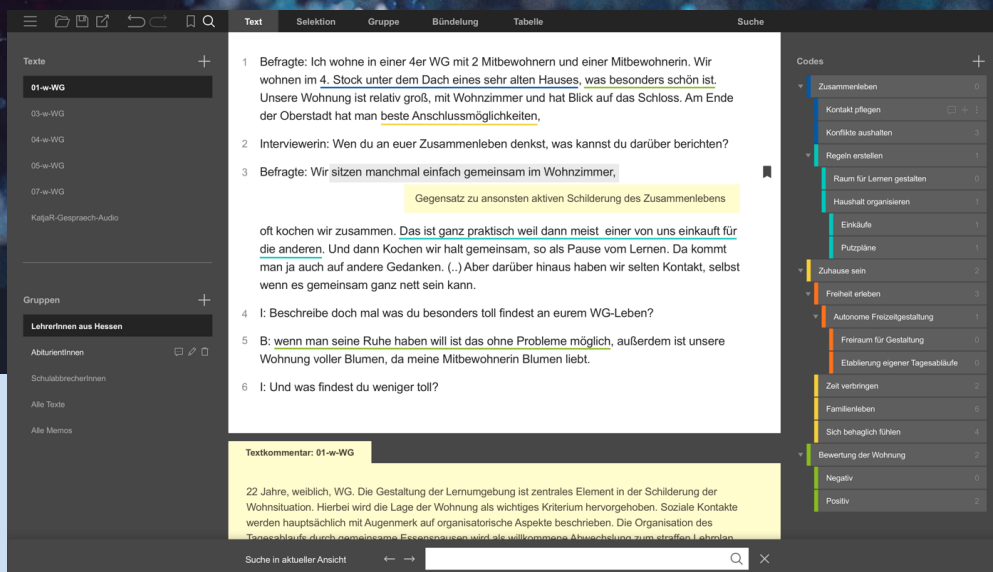 Text Selektion Gruppe Bündelung Tabelle Suche
Texte
01-w-WG
03-w-WG
04-w-WG
05-w-WG
07-w-WG
KatjaR-Gespraech-Audio
Gruppen
LehrerInnen aus Hessen
AbiturientInnen
SchulabbrecherInnen
Alle Texte
Alle Memos
1 Befragte: Ich wohne in einer 4er WG mit 2 Mitbewohnern und einer Mitbewohnerin. Wir
wohnen im 4. Stock unter dem Dach eines sehr alten Hauses, was besonders schön ist.
Unsere Wohnung ist relativ groß, mit Wohnzimmer und hat Blick auf das Schloss. Am Ende
der Oberstadt hat man beste Anschlussmöglichkeiten,
2 Interviewerin: Wen du an euer Zusammenleben denkst, was kannst du darüber berichten?
3 Befragte: Wir sitzen manchmal einfach gemeinsam im Wohnzimmer,
Gegensatz zu ansonsten aktiven Schilderung des Zusammenlebens
oft kochen wir zusammen. Das ist ganz praktisch weil dann meist einer von uns einkauft für
die anderen. Und dann Kochen wir halt gemeinsam, so als Pause vom Lernen. Da kommt
man ja auch auf andere Gedanken. (..) Aber darüber hinaus haben wir selten Kontakt, selbst
wenn es gemeinsam ganz nett sein kann.
4 I: Beschreibe doch mal was du besonders toll findest an eurem WG-Leben?
5 B: wenn man seine Ruhe haben will ist das ohne Probleme möglich, außerdem ist unsere
Wohnung voller Blumen, da meine Mitbewohnerin Blumen liebt.
6 I: Und was findest du weniger toll?
Textkommentar: 01-w-WG
22 Jahre, weiblich, WG. Die Gestaltung der Lernumgebung ist zentrales Element in der Schilderung der
Wohnsituation. Hierbei wird die Lage der Wohnung als wichtiges Kriterium hervorgehoben. Soziale Kontakte
werden hauptsächlich mit Augenmerk auf organisatorische Aspekte beschrieben. Die Organisation des
Tagesablaufs durch gemeinsame Essenspausen wird als willkommene Abwechslung zum straffen Lehrplan
Suche in aktueller Ansicht
Codes
Zusammenleben 0
Kontakt pflegen
Konflikte aushalten 3
Regeln erstellen 1
Raum für Lernen gestalten 0
Haushalt organisieren 1
Einkäufe 1
Putzpläne 1
Zuhause sein 2
Freiheit erleben 3
Autonome Freizeitgestaltung 1
Freiraum für Gestaltung 0
Etablierung eigener Tagesabläufe 0
Zeit verbringen 2
Familienleben 6
Sich behaglich fühlen 4
Bewertung der Wohnung 2
Negativ 0
Positiv 2